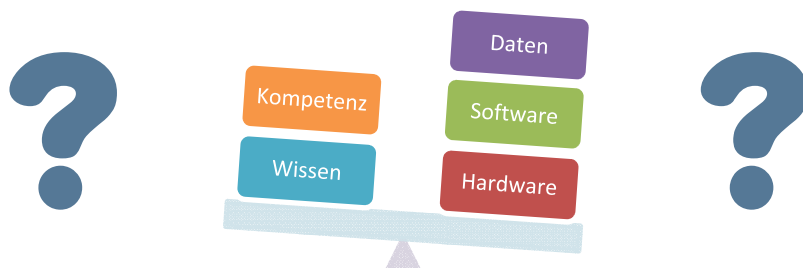 ?
Kompetenz
Wissen
Daten
Software
Hardware
?